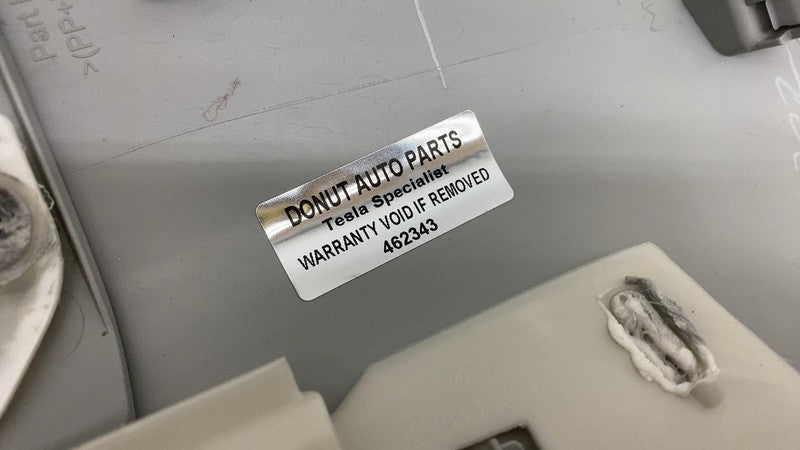 DONUT AUTO PARTS
Tesla Specialist
WARRANTY VOID IF REMOVED
462343